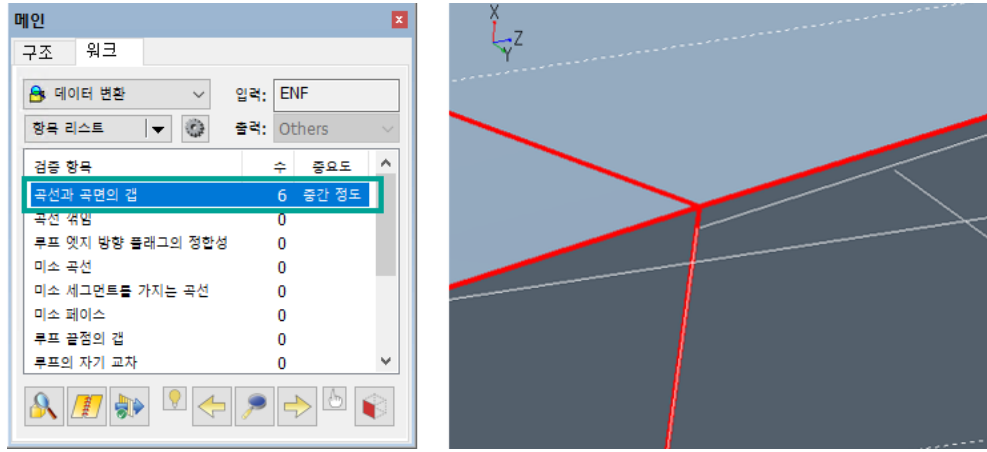 메인
구조 워크
데이터 변환 입력: ENF
항목 리스트 출력: Others
검증 항목 수 중요도
곡선과 곡면의 갭 6 중간 정도
곡선 꺾임 0
루프 엣지 방향 플래그의 정합성 0
미소 곡선 0
미소 세그먼트를 가지는 곡선 0
미소 페이스 0
루프 끝점의 갭 0
루프의 자기 교차 0
X
Z
Y